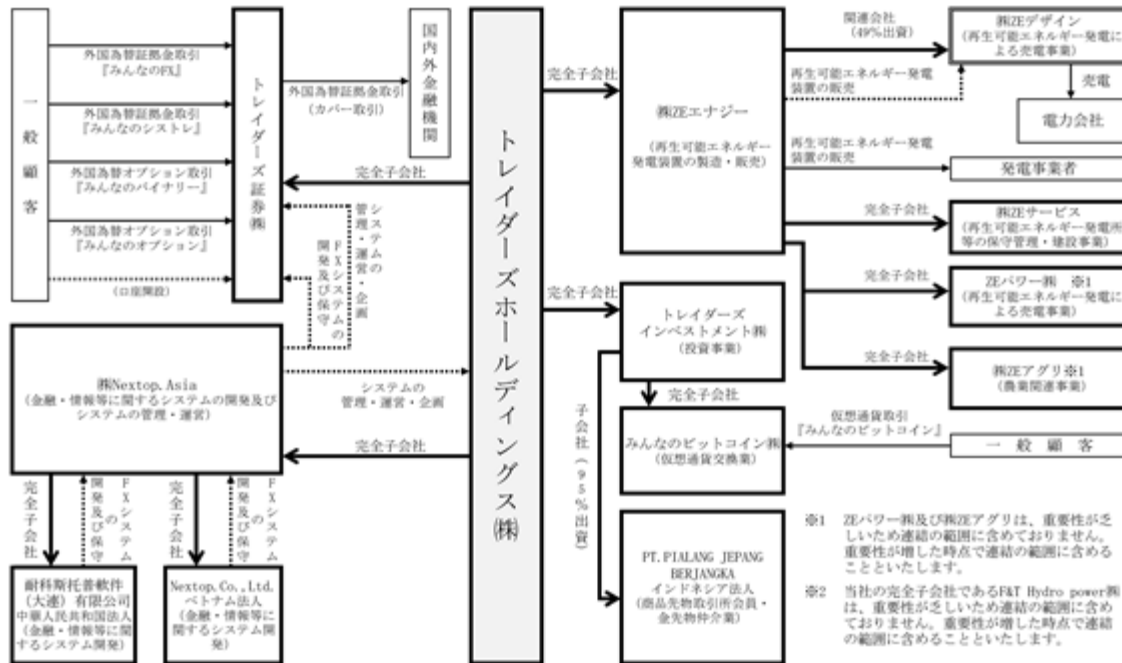 一般顧客
外国為替証拠金取引
『みんなのFX』
外国為替証拠金取引
『みんなのシストレ』
外国為替オプション取引
『みんなのバイナリー』
外国為替オプション取引
『みんなのオプション』
(口座開設)
トレイダーズ証券㈱
外国為替証拠金取引
(カバー取引)
国内外金融機関
完全子会社
システムの
管理・運営・企画
FXシステムの
開発及び保守
㈱Nextop.Asia
(金融・情報等に関するシステムの開発及び
システムの管理・運営)
システムの
管理・運営・企画
完全子会社
完全子会社
FXシステム
の
開発及び保守
完全子会社
FXシステム
の
開発及び保守
耐科斯托普軟件
(大連)有限公司
中華人民共和国法人
(金融・情報等に関
するシステム開発)
Nextop.Co.,Ltd.
ベトナム法人
(金融・情報等に
関するシステム開
発)
トレイダーズホールディングス㈱
完全子会社
㈱ZEエナジー
(再生可能エネルギー
発電装置の製造・販売)
関連会社
(49%出資)
㈱ZEデザイン
(再生可能エネルギー発電に
よる売電事業)
再生可能エネルギー発電
装置の販売
売電
電力会社
再生可能エネルギー発電
装置の販売
発電事業者
完全子会社
㈱ZEサービス
(再生可能エネルギー発電所
等の保守管理・建設事業)
完全子会社
ZEパワー㈱ ※1
(再生可能エネルギー発電に
よる売電事業)
完全子会社
㈱ZEアグリ※1
(農業関連事業)
完全子会社
トレイダーズ
インベストメント㈱
(投資事業)
完全子会社
子会社(95%出資)
みんなのビットコイン㈱
(仮想通貨交換業)
仮想通貨取引
『みんなのビットコイン』
一般顧客
PT.PIALANG JEPANG
BERJANGKA
インドネシア法人
(商品先物取引所会員・
金先物仲介業)
※1 ZEパワー㈱及び㈱ZEアグリは、重要性が乏
しいため連結の範囲に含めておりません。
重要性が増した時点で連結の範囲に含める
ことといたします。
※2 当社の完全子会社であるF&T Hydro power㈱
は、重要性が乏しいため連結の範囲に含め
ておりません。重要性が増した時点で連結
の範囲に含めることといたします。